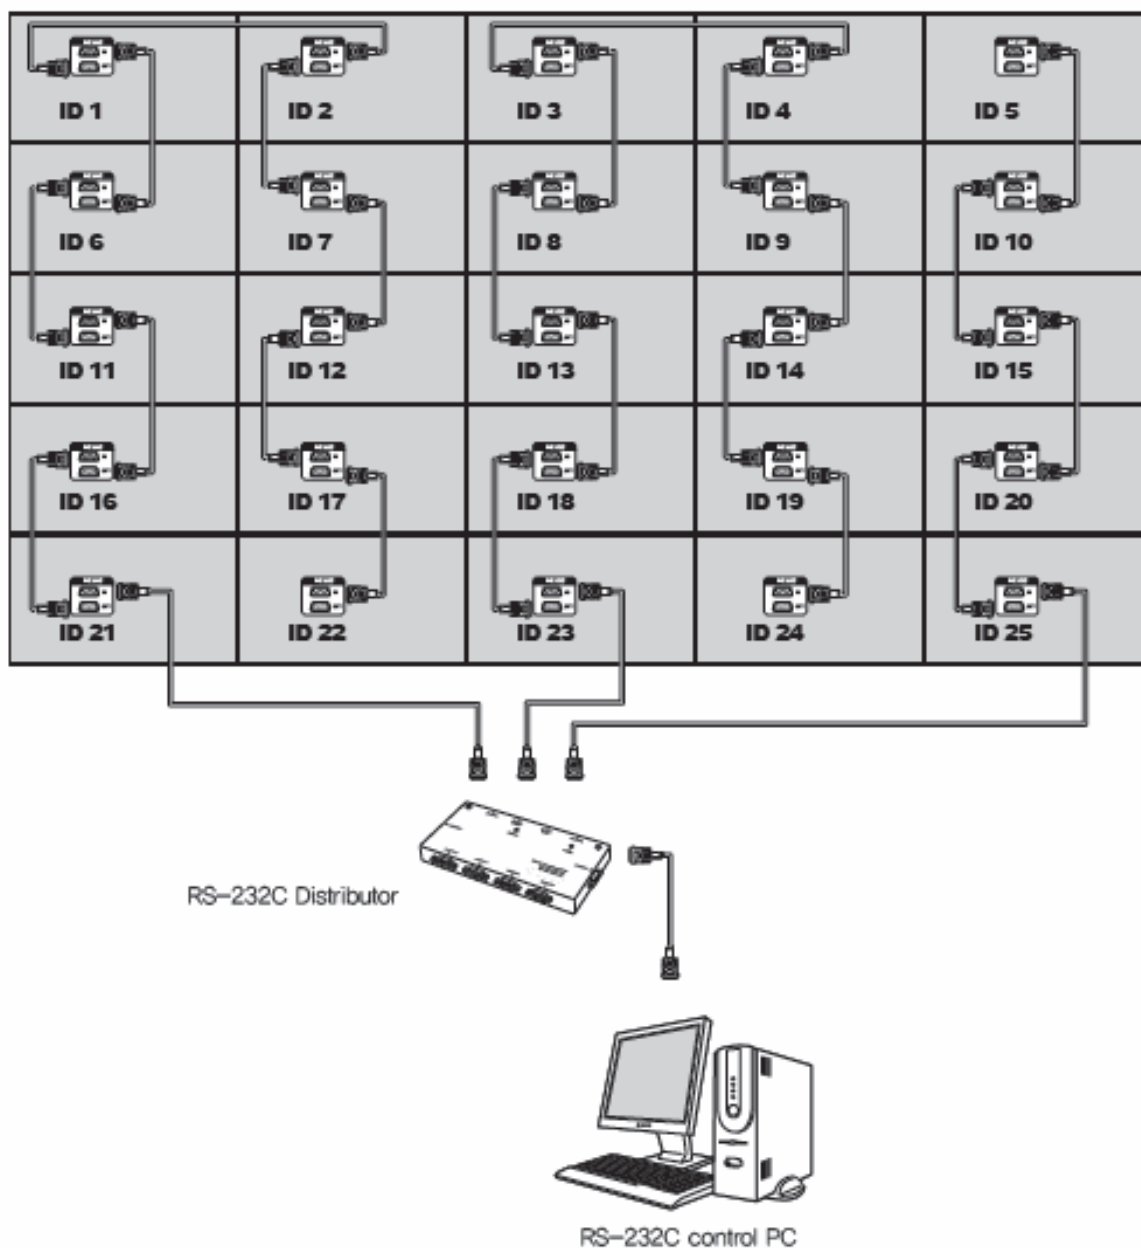 ID 1 ID 2 ID 3 ID 4 ID 5
ID 6 ID 7 ID 8 ID 9 ID 10
ID 11 ID 12 ID 13 ID 14 ID 15
ID 16 ID 17 ID 18 ID 19 ID 20
ID 21 ID 22 ID 23 ID 24 ID 25
RS-232C Distributor
RS-232C control PC